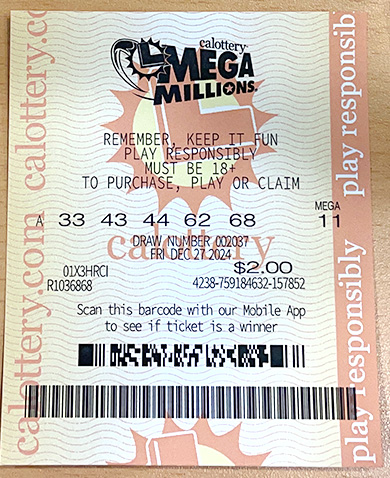 calottery
MEGA
MILLIONS
REMEMBER, KEEP IT FUN
PLAY RESPONSIBLY
MUST BE 18+
TO PURCHASE, PLAY OR CLAIM
MEGA
A 33 43 44 62 68 11
calottery
DRAW NUMBER 002037
FRI DEC27 2024
01X3HRCI $2.00
R1036868 4238-759184632-157852
Scan this barcode with our Mobile App
to see if ticket is a winner
calottery.com calottery.com
play responsibly play responsib